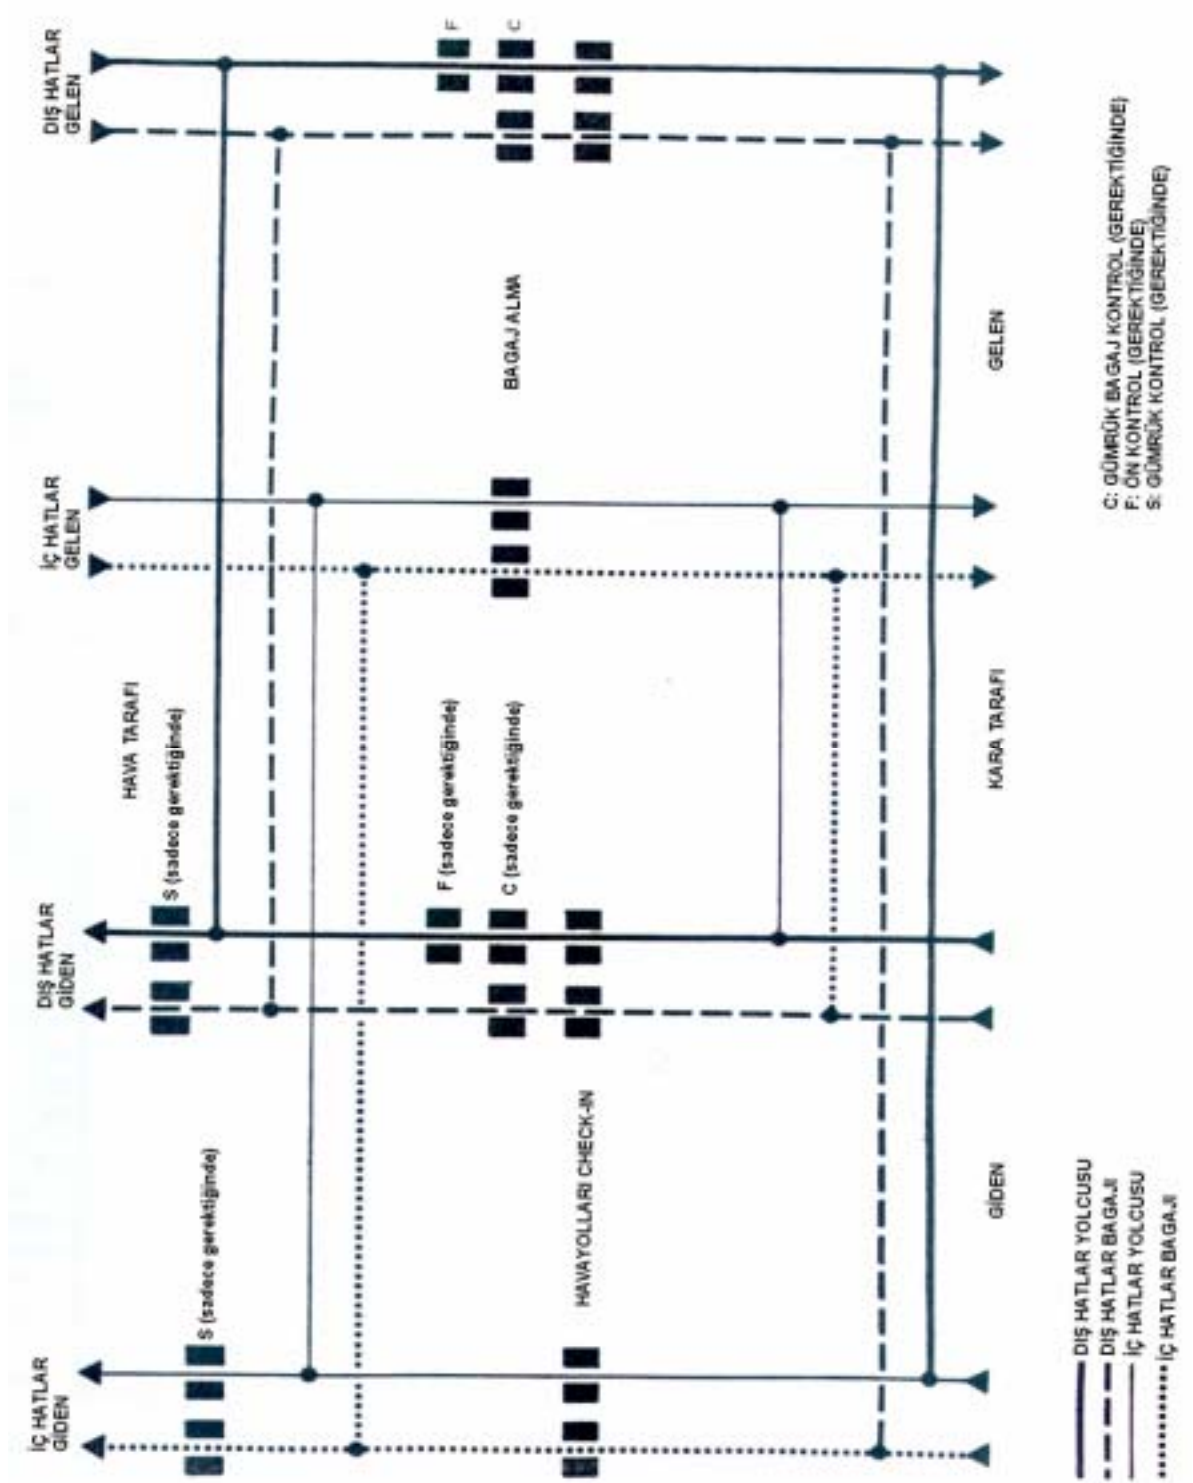 İÇ HATLAR
GİDEN
DIŞ HATLAR
GİDEN
İÇ HATLAR
GELEN
DIŞ HATLAR
GELEN
HAVA TARAFI
S (sadece gerektiğinde)
S (sadece gerektiğinde)
F (sadece gerektiğinde)
C (sadece gerektiğinde)
F
C
HAVAYOLLARI CHECK-IN
BAGAJ ALMA
GİDEN
KARA TARAFI
GELEN
DIŞ HATLAR YOLCUSU
DIŞ HATLAR BAGAJI
İÇ HATLAR YOLCUSU
İÇ HATLAR BAGAJI
C: GÜMRÜK BAGAJ KONTROL (GEREKTİĞİNDE)
F: ÖN KONTROL (GEREKTİĞİNDE)
S: GÜMRÜK KONTROL (GEREKTİĞİNDE)